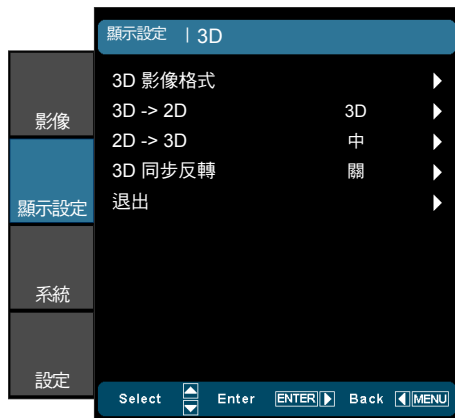 顯示設定 | 3D
影像
顯示設定
系統
設定
3D 影像格式
3D -> 2D 3D
2D -> 3D 中
3D 同步反轉 關
退出
Select Enter ENTER Back MENU